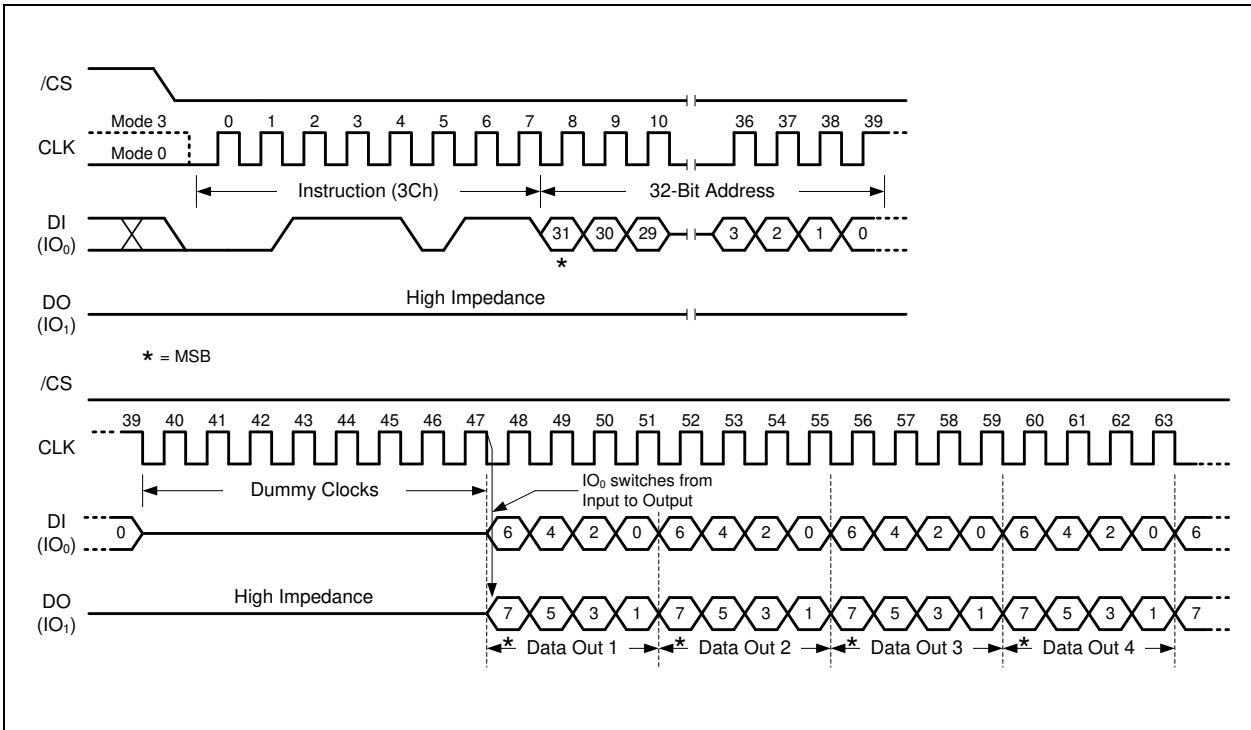 /CS
Mode 3 0 1 2 3 4 5 6 7 8 9 10 36 37 38 39
CLK
Mode 0
Instruction (3Ch) 32-Bit Address
DI
(IO₀)
31 30 29 3 2 1 0
*
DO
(IO₁)
High Impedance
* = MSB
/CS
39 40 41 42 43 44 45 46 47 48 49 50 51 52 53 54 55 56 57 58 59 60 61 62 63
CLK
Dummy Clocks
IO₀ switches from
Input to Output
DI
(IO₀)
0 6 4 2 0 6 4 2 0 6 4 2 0 6 4 2 0 6
DO
(IO₁)
High Impedance
7 5 3 1 7 5 3 1 7 5 3 1 7 5 3 1 7
* Data Out 1 * Data Out 2 * Data Out 3 * Data Out 4